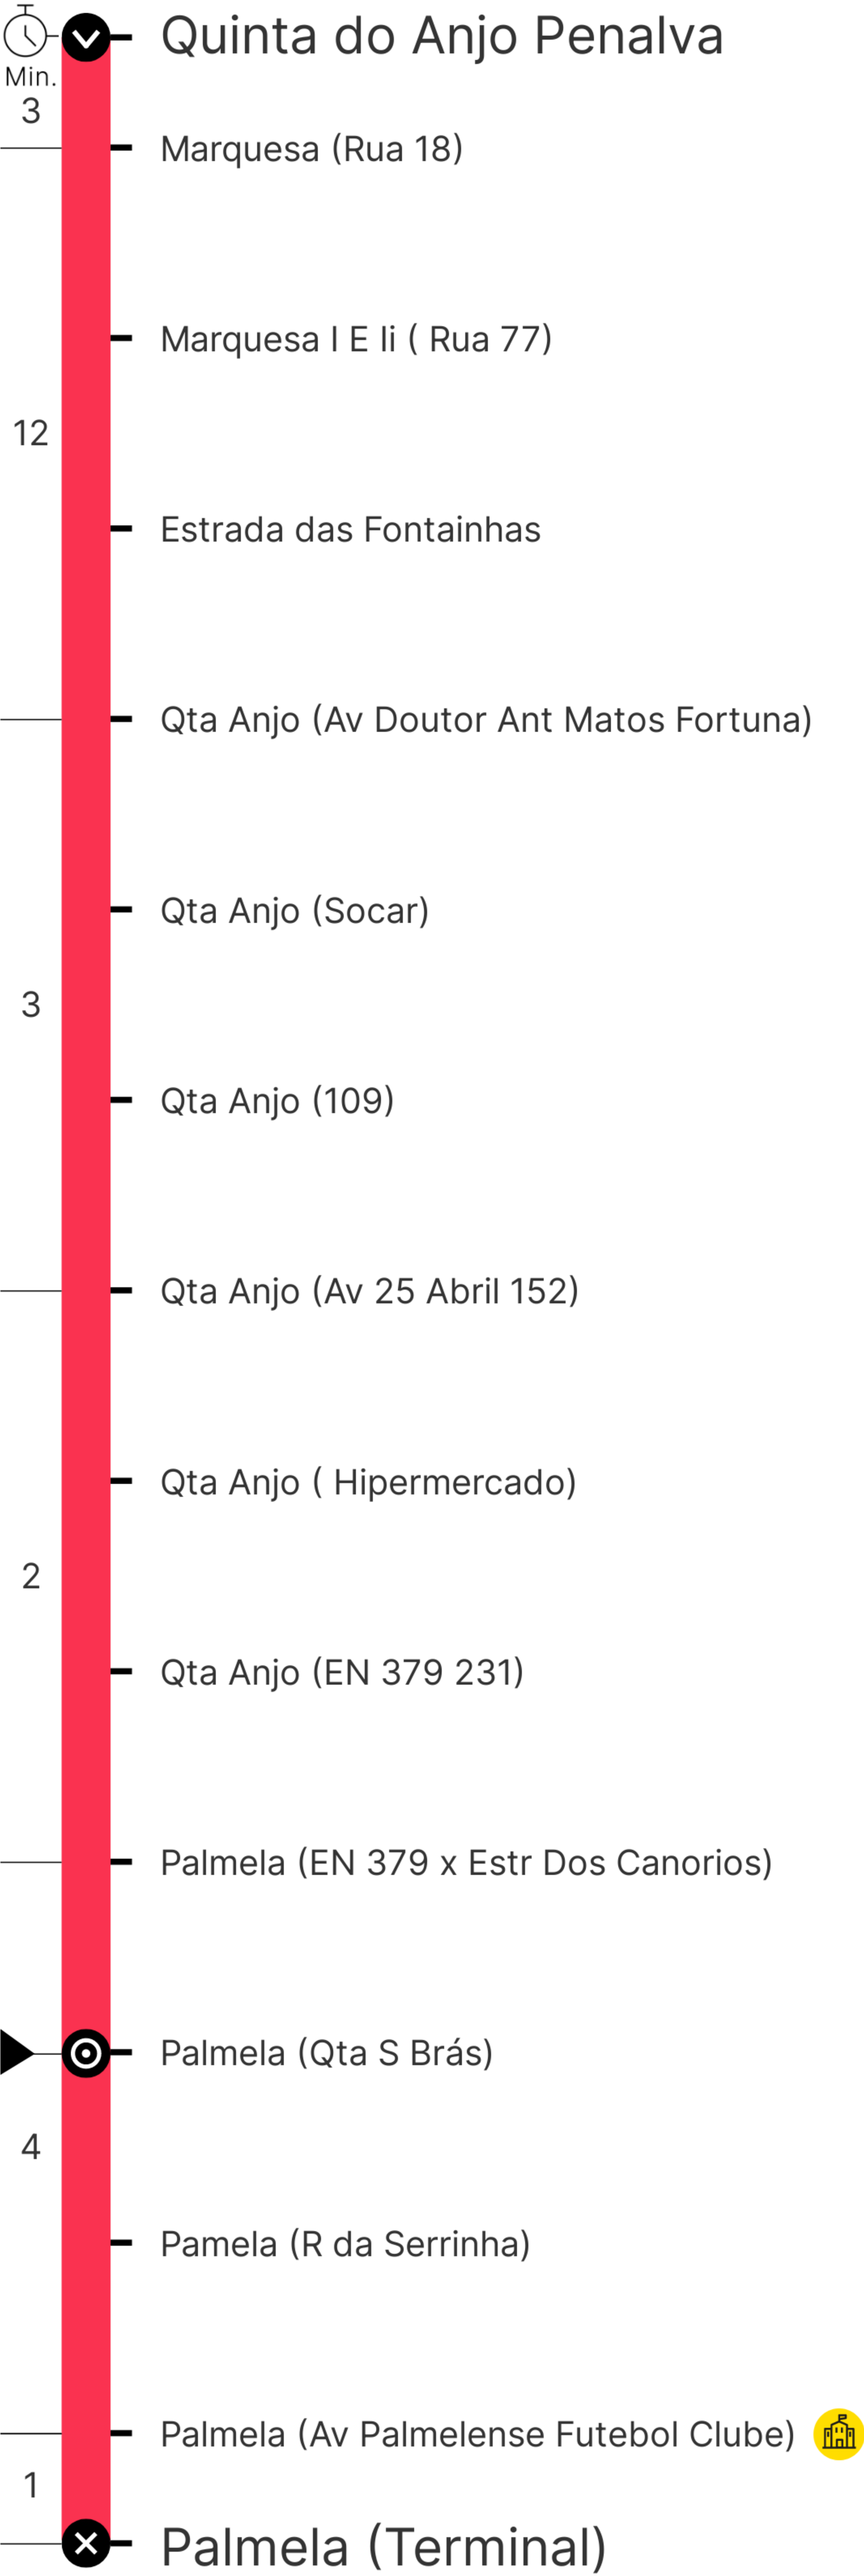 Quinta do Anjo Penalva
Min.
3
Marquesa (Rua 18)
Marquesa I E Ii ( Rua 77)
12
Estrada das Fontainhas
Qta Anjo (Av Doutor Ant Matos Fortuna)
Qta Anjo (Socar)
3
Qta Anjo (109)
Qta Anjo (Av 25 Abril 152)
Qta Anjo ( Hipermercado)
2
Qta Anjo (EN 379 231)
Palmela (EN 379 x Estr Dos Canorios)
Palmela (Qta S Brás)
4
Pamela (R da Serrinha)
Palmela (Av Palmelense Futebol Clube)
1
Palmela (Terminal)